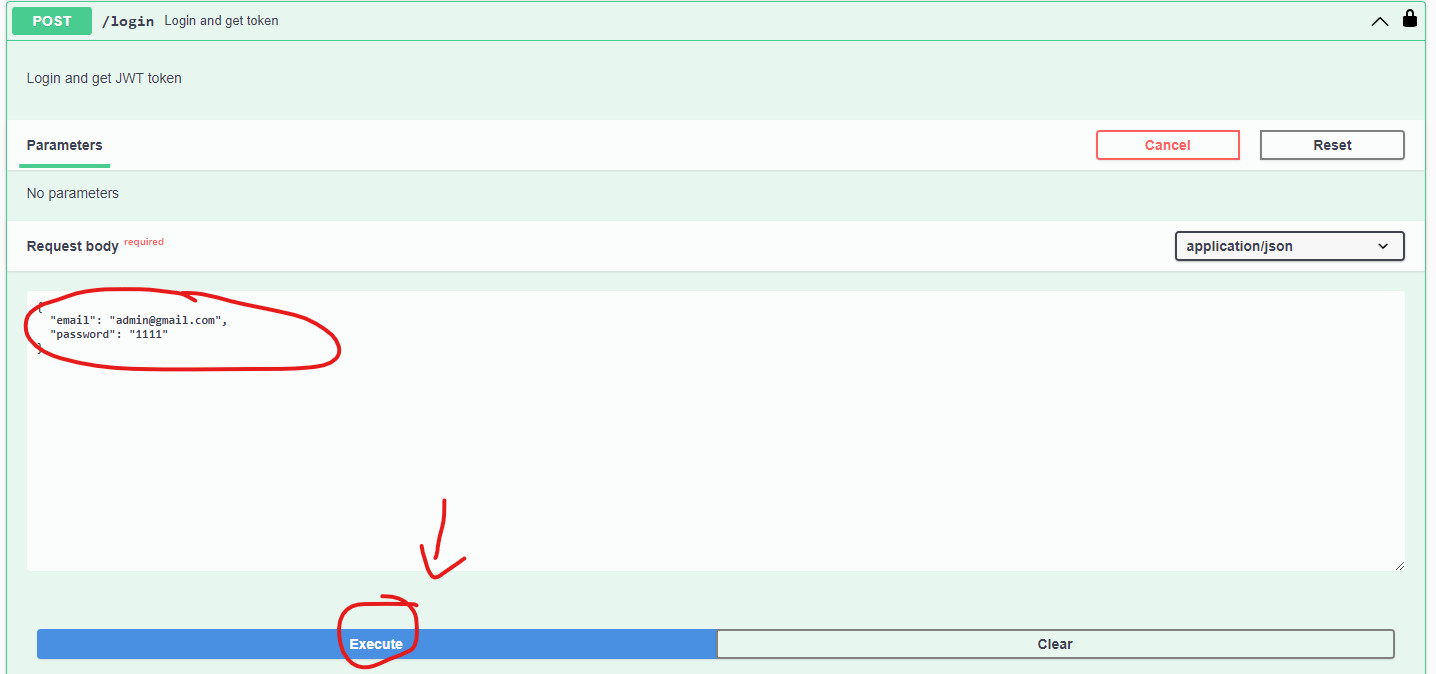 POST /login Login and get token
Login and get JWT token
Parameters Cancel Reset
No parameters
Request body required application/json
{
"email": "admin@gmail.com",
"password": "1111"
}
Execute Clear